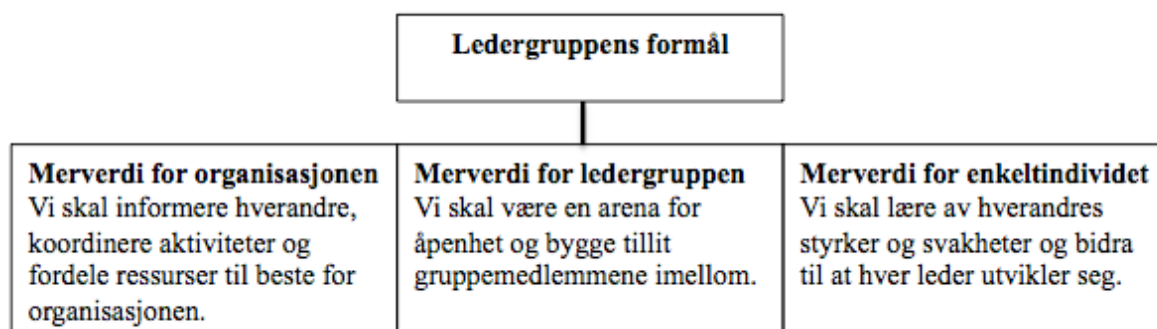 Ledergruppens formål
Merverdi for organisasjonen
Vi skal informere hverandre,
koordinere aktiviteter og
fordele ressurser til beste for
organisasjonen.
Merverdi for ledergruppen
Vi skal være en arena for
åpenhet og bygge tillit
gruppemedlemmene imellom.
Merverdi for enkeltindividet
Vi skal lære av hverandres
styrker og svakheter og bidra
til at hver leder utvikler seg.